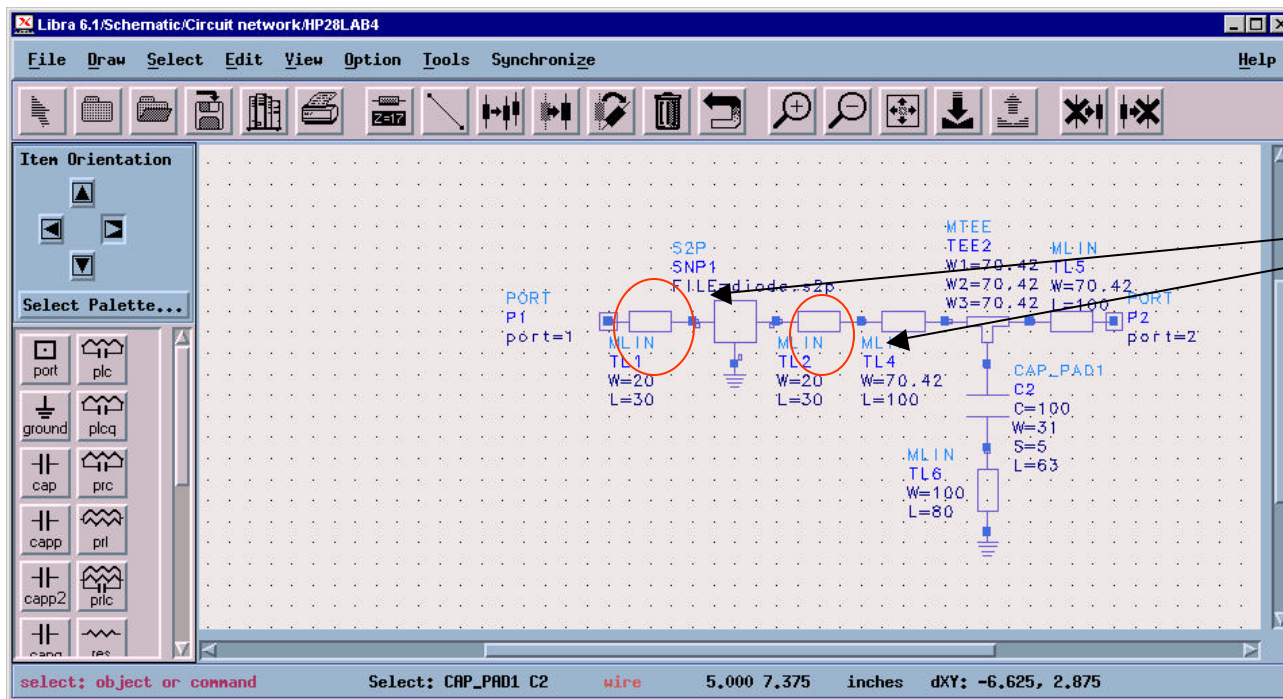 Libra 6.1/Schematic/Circuit network/HP28LAB4
File Draw Select Edit View Option Tools Synchronize Help
Z=17
Item Orientation
Select Palette...
port plc
ground plcq
cap prc
capp prl
capp2 prlc
capq res
PORT
P1
port=1
MLIN
TL1
W=20
L=30
S2P
SNP1
FILE=diode.s2p
MLIN
TL2
W=20
L=30
TL4
W=70.42
L=100
MTEE
TEE2
W1=70.42
W2=70.42
W3=70.42
MLIN
TL5
W=70.42
L=100
PORT
P2
port=2
CAP_PAD1
C2
C=100
W=31
S=5
L=63
MLIN
TL6
W=100
L=80
select: object or command Select: CAP_PAD1 C2 wire 5.000 7.375 inches dXY: -6.625, 2.875